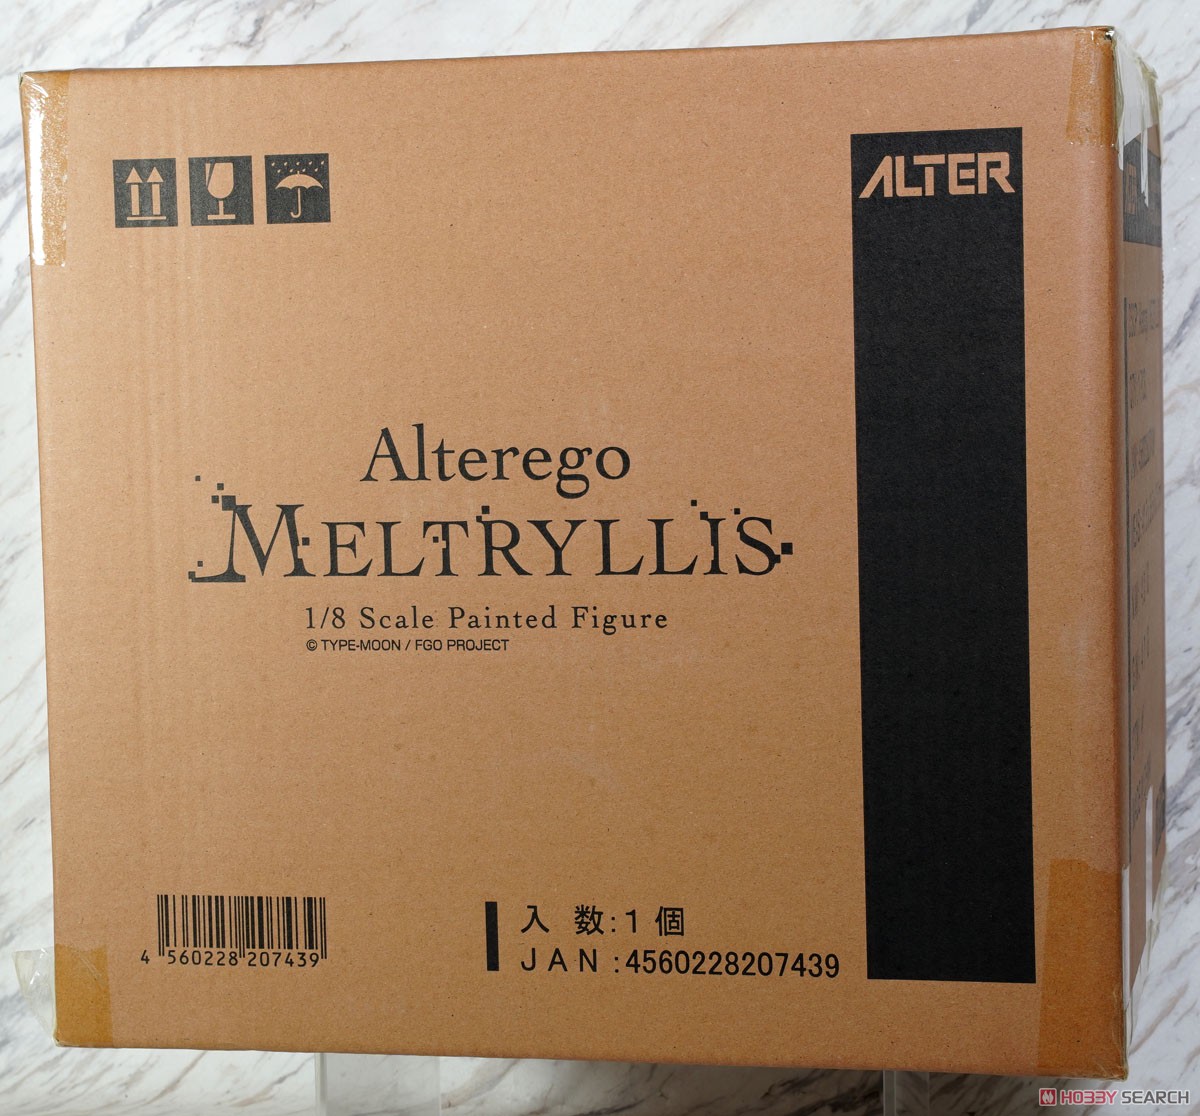 ALTER
Alterego
MELTRYLLIS
1/8 Scale Painted Figure
© TYPE-MOON / FGO PROJECT
4 560228 207439
入 数:1 個
JAN :4560228207439
HOBBY SEARCH